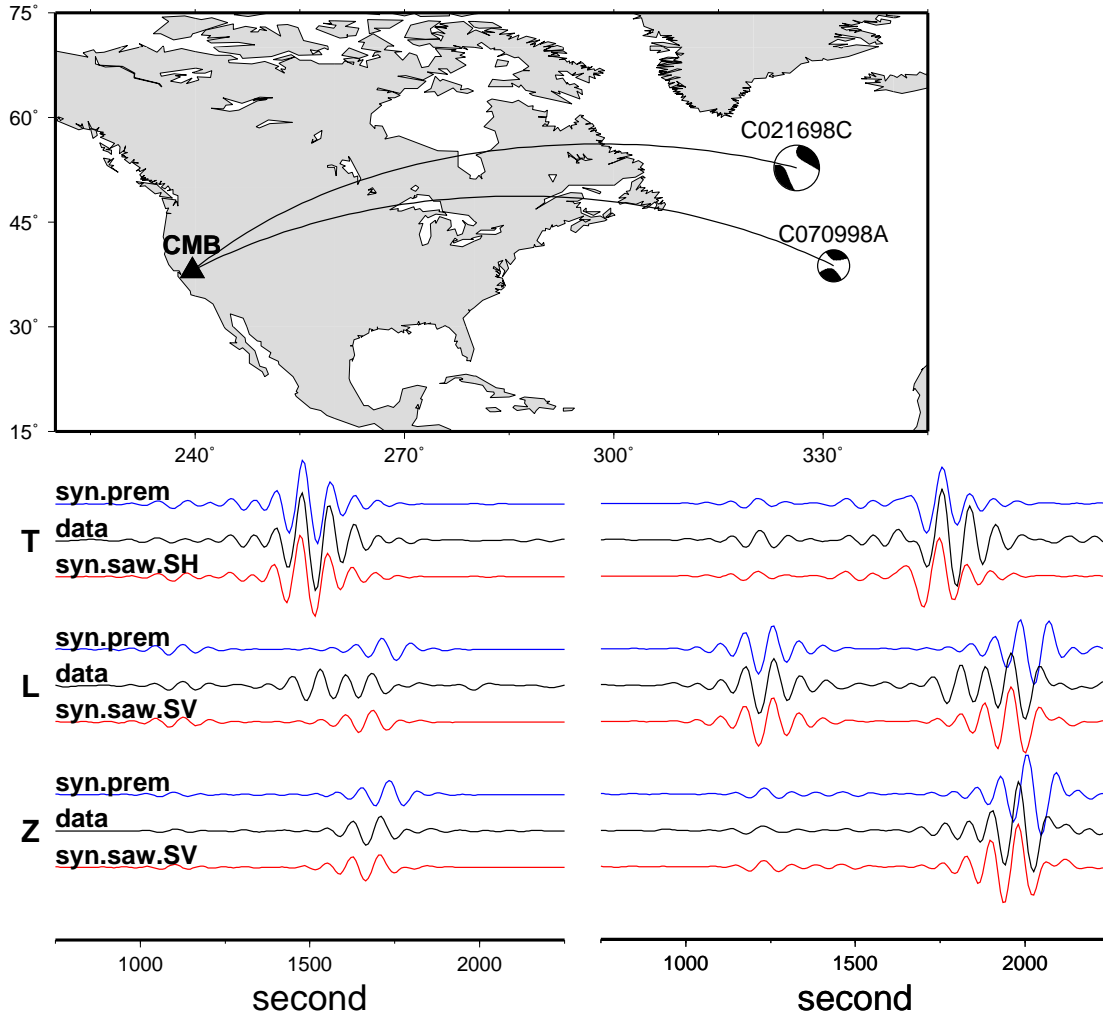 75°
60°
45°
30°
15°
C021698C
C070998A
CMB
240°
270°
300°
330°
T
syn.prem
data
syn.saw.SH
L
syn.prem
data
syn.saw.SV
Z
syn.prem
data
syn.saw.SV
1000 1500 2000
second
1000 1500 2000
second